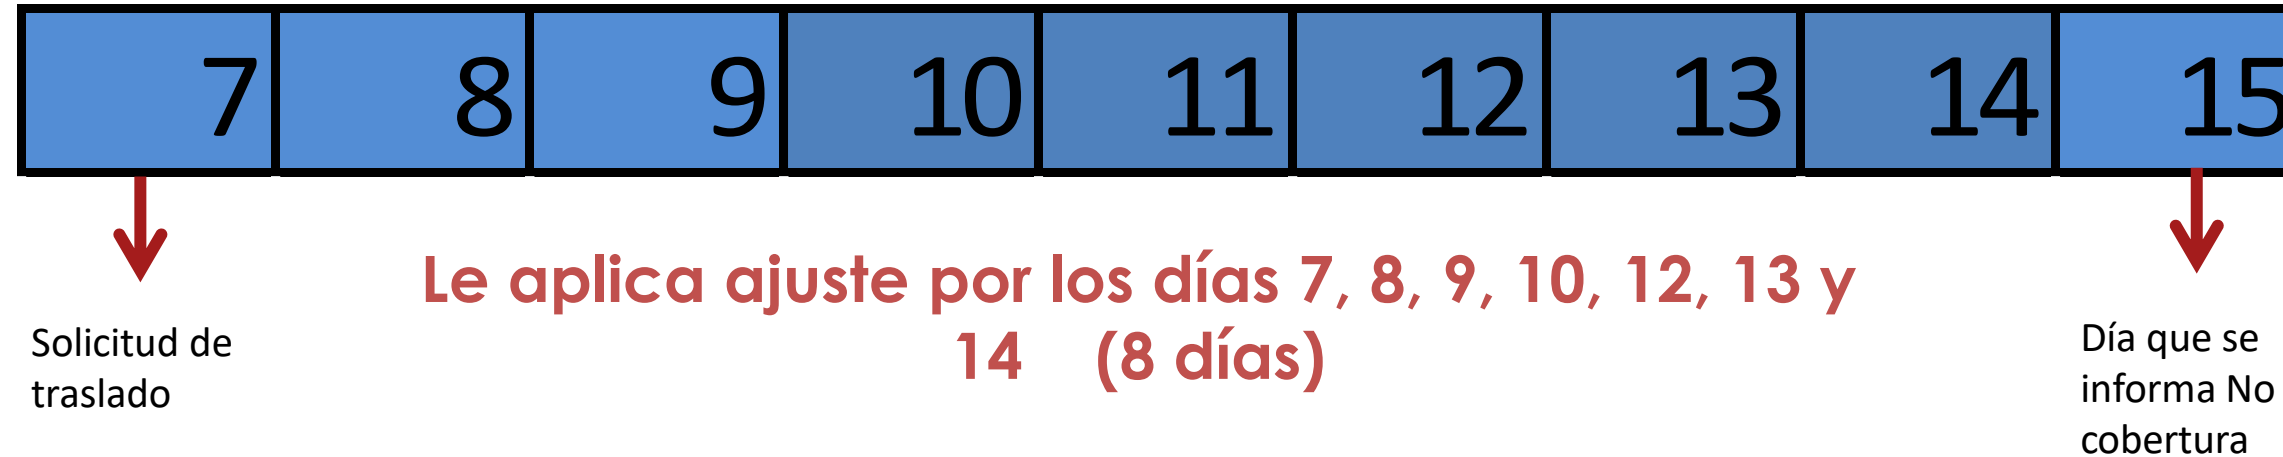 7 8 9 10 11 12 13 14 15
Le aplica ajuste por los días 7, 8, 9, 10, 12, 13 y
14 (8 días)
Solicitud de
traslado
Día que se
informa No
cobertura